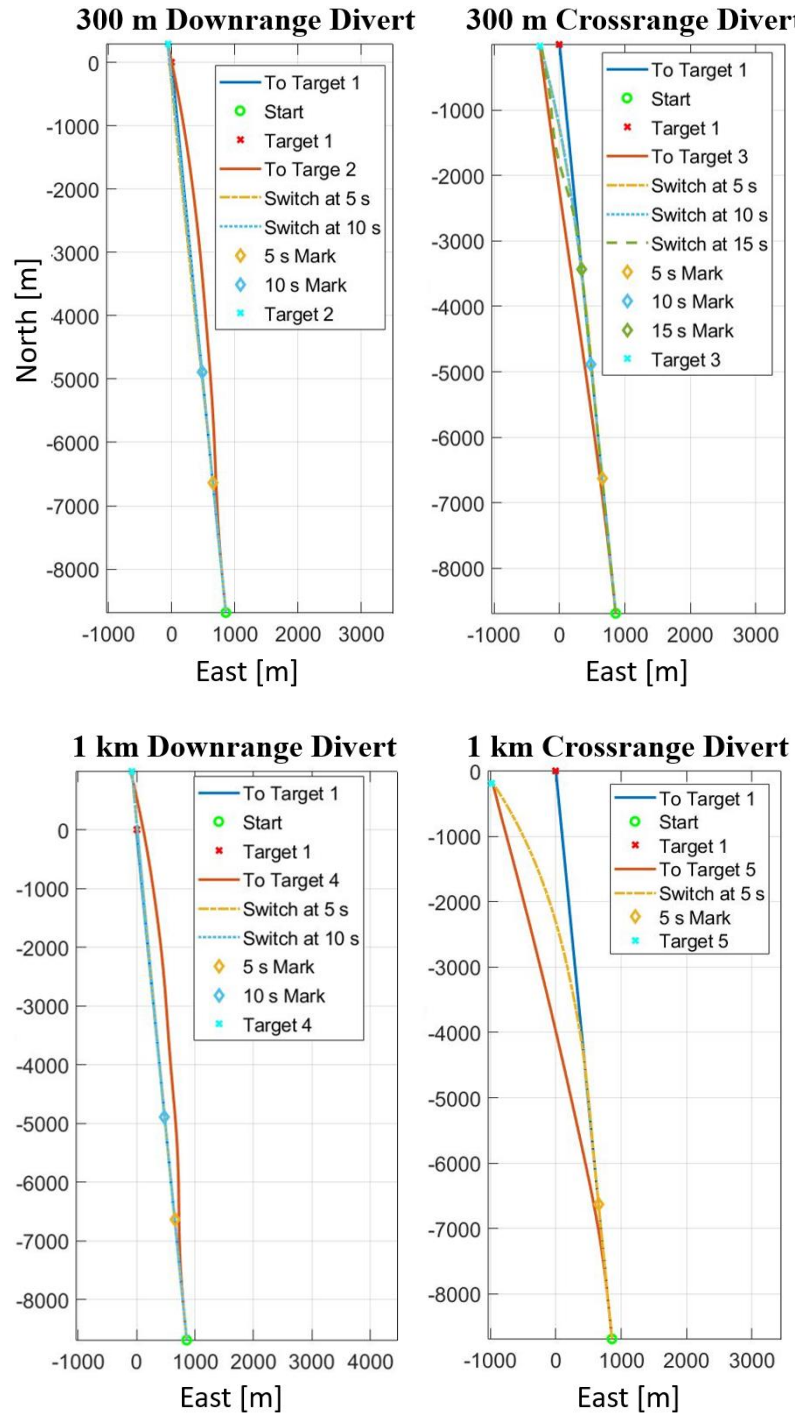 300 m Downrange Divert
0
-1000
-2000
-3000
-4000
-5000
-6000
-7000
-8000
North [m]
To Target 1
Start
Target 1
To Targe 2
Switch at 5 s
Switch at 10 s
5 s Mark
10 s Mark
Target 2
-1000 0 1000 2000 3000
East [m]
300 m Crossrange Divert
-1000
-2000
-3000
-4000
-5000
-6000
-7000
-8000
To Target 1
Start
Target 1
To Target 3
Switch at 5 s
Switch at 10 s
Switch at 15 s
5 s Mark
10 s Mark
15 s Mark
Target 3
-1000 0 1000 2000 3000
East [m]
1 km Downrange Divert
0
-1000
-2000
-3000
-4000
-5000
-6000
-7000
-8000
To Target 1
Start
Target 1
To Target 4
Switch at 5 s
Switch at 10 s
5 s Mark
10 s Mark
Target 4
-1000 0 1000 2000 3000 4000
East [m]
1 km Crossrange Divert
0
-1000
-2000
-3000
-4000
-5000
-6000
-7000
-8000
To Target 1
Start
Target 1
To Target 5
Switch at 5 s
5 s Mark
Target 5
-1000 0 1000 2000 3000
East [m]